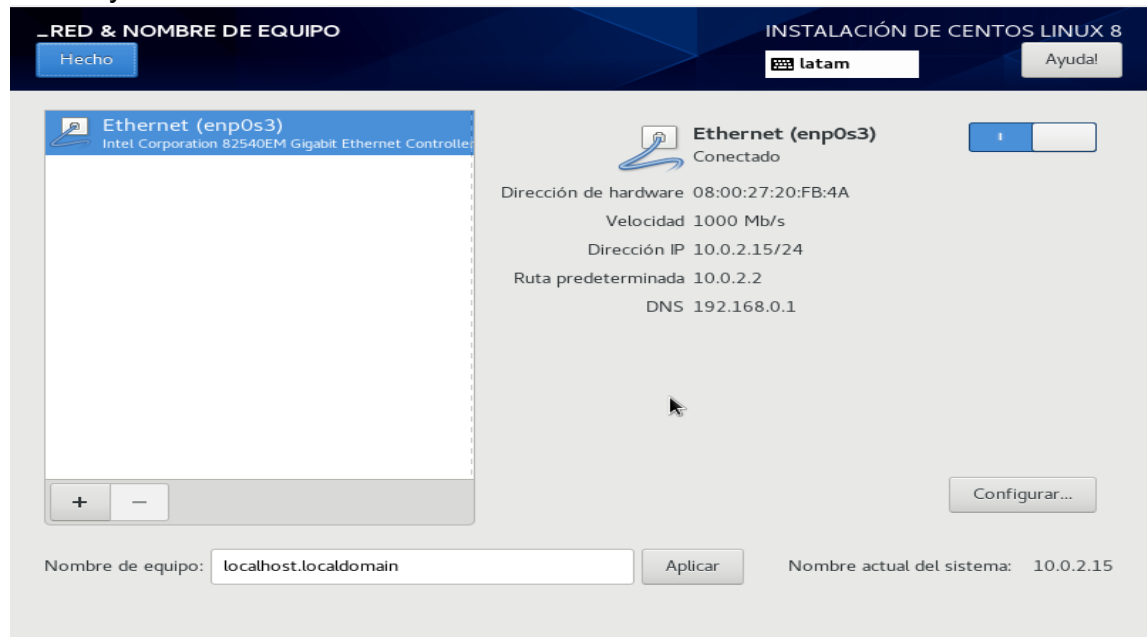 _RED & NOMBRE DE EQUIPO
Hecho
INSTALACIÓN DE CENTOS LINUX 8
latam
Ayuda!
Ethernet (enp0s3)
Intel Corporation 82540EM Gigabit Ethernet Controller
Ethernet (enp0s3)
Conectado
Dirección de hardware 08:00:27:20:FB:4A
Velocidad 1000 Mb/s
Dirección IP 10.0.2.15/24
Ruta predeterminada 10.0.2.2
DNS 192.168.0.1
+ −
Configurar...
Nombre de equipo: localhost.localdomain Aplicar Nombre actual del sistema: 10.0.2.15